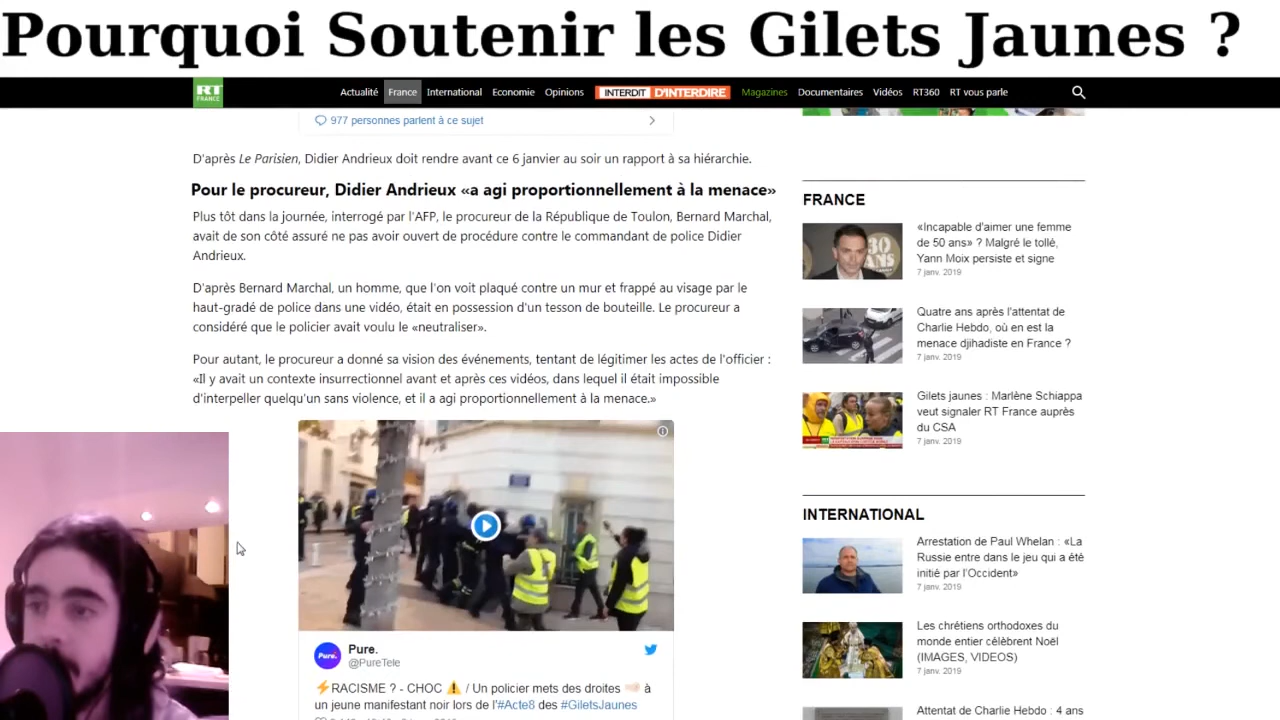 Pourquoi Soutenir les Gilets Jaunes ?
RT
FRANCE
Actualité France International Economie Opinions INTERDIT D'INTERDIRE Magazines Documentaires Vidéos RT360 RT vous parle
977 personnes parlent à ce sujet
D'après Le Parisien, Didier Andrieux doit rendre avant ce 6 janvier au soir un rapport à sa hiérarchie.
Pour le procureur, Didier Andrieux «a agi proportionnellement à la menace»
Plus tôt dans la journée, interrogé par l'AFP, le procureur de la République de Toulon, Bernard Marchal,
avait de son côté assuré ne pas avoir ouvert de procédure contre le commandant de police Didier
Andrieux.
D'après Bernard Marchal, un homme, que l'on voit plaqué contre un mur et frappé au visage par le
haut-gradé de police dans une vidéo, était en possession d'un tesson de bouteille. Le procureur a
considéré que le policier avait voulu le «neutraliser».
Pour autant, le procureur a donné sa vision des événements, tentant de légitimer les actes de l'officier :
«Il y avait un contexte insurrectionnel avant et après ces vidéos, dans lequel il était impossible
d'interpeller quelqu'un sans violence, et il a agi proportionnellement à la menace.»
Pure.
Pure.
@PureTele
⚡RACISME ? - CHOC ⚠ / Un policier mets des droites 🤛 à
un jeune manifestant noir lors de l'#Acte8 des #GiletsJaunes
FRANCE
30
ANS
«Incapable d'aimer une femme
de 50 ans» ? Malgré le tollé,
Yann Moix persiste et signe
7 janv. 2019
Quatre ans après l'attentat de
Charlie Hebdo, où en est la
menace djihadiste en France ?
7 janv. 2019
Gilets jaunes : Marlène Schiappa
veut signaler RT France auprès
du CSA
7 janv. 2019
INTERNATIONAL
Arrestation de Paul Whelan : «La
Russie entre dans le jeu qui a été
initié par l'Occident»
7 janv. 2019
Les chrétiens orthodoxes du
monde entier célèbrent Noël
(IMAGES, VIDEOS)
7 janv. 2019
Attentat de Charlie Hebdo : 4 ans